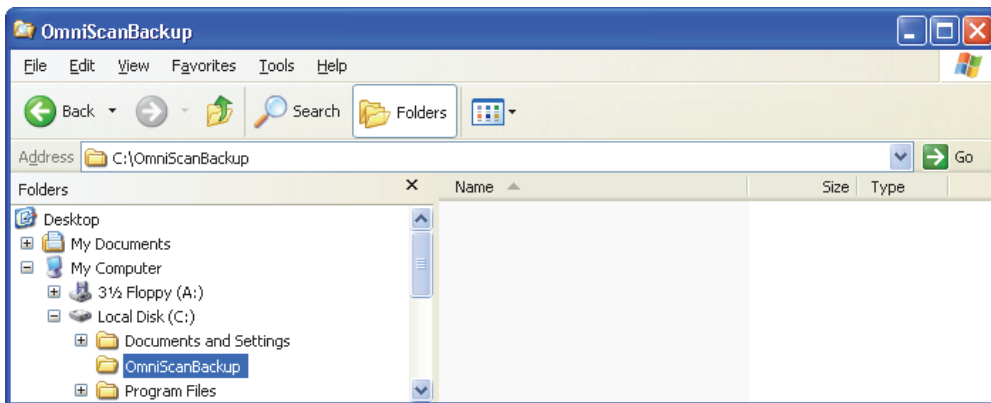 OmniScanBackup
File Edit View Favorites Tools Help
Back Search Folders
Address C:\OmniScanBackup Go
Folders x Name Size Type
Desktop
My Documents
My Computer
3½ Floppy (A:)
Local Disk (C:)
Documents and Settings
OmniScanBackup
Program Files